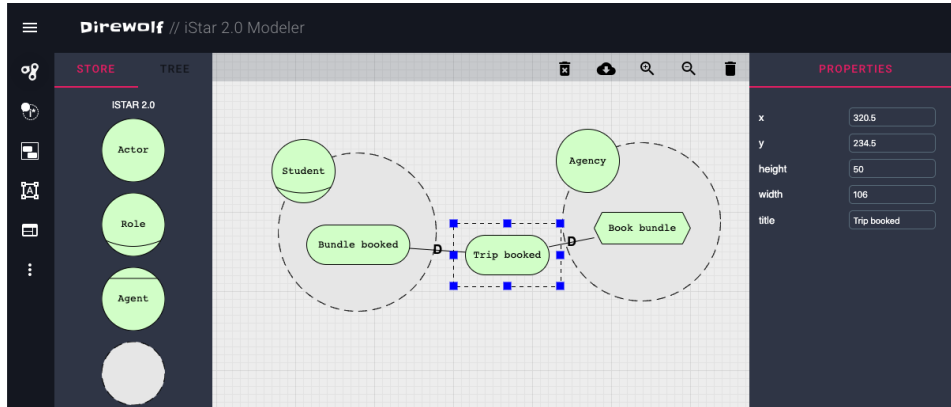 Direwolf // iStar 2.0 Modeler
STORE
TREE
PROPERTIES
ISTAR 2.0
Actor
Role
Agent
Student
Bundle booked
D
Trip booked
D
Agency
Book bundle
x
320.5
y
234.5
height
50
width
106
title
Trip booked